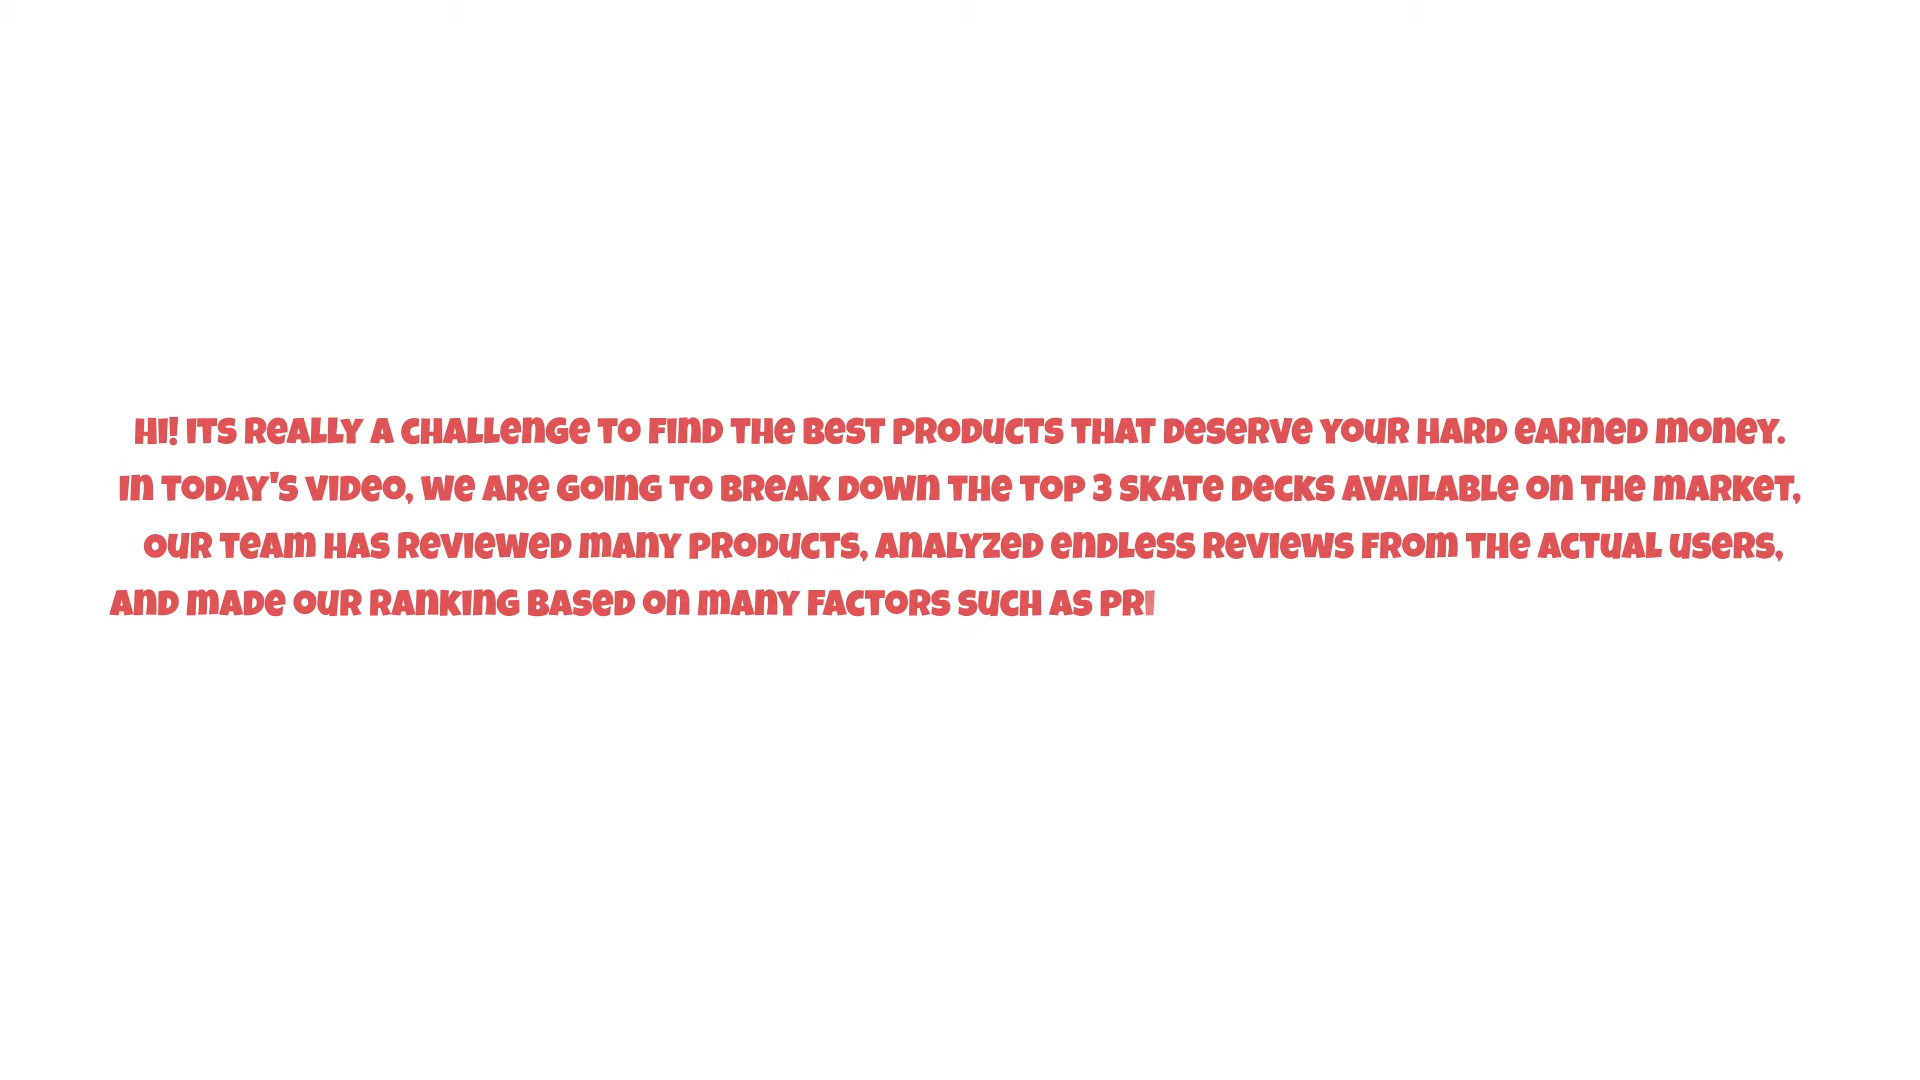 Hi! Its really a challenge to find the best products that deserve your hard earned money.
In today's video, we are going to break down the top 3 skate decks available on the market,
our team has reviewed many products, analyzed endless reviews from the actual users,
and made our ranking based on many factors such as pri